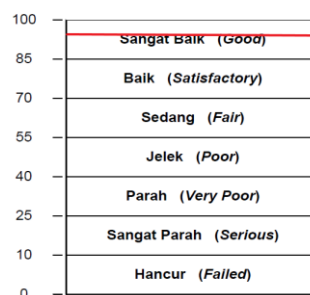 100
Sangat Baik (Good)
85
Baik (Satisfactory)
70
Sedang (Fair)
55
Jelek (Poor)
40
Parah (Very Poor)
25
Sangat Parah (Serious)
10
Hancur (Failed)
0